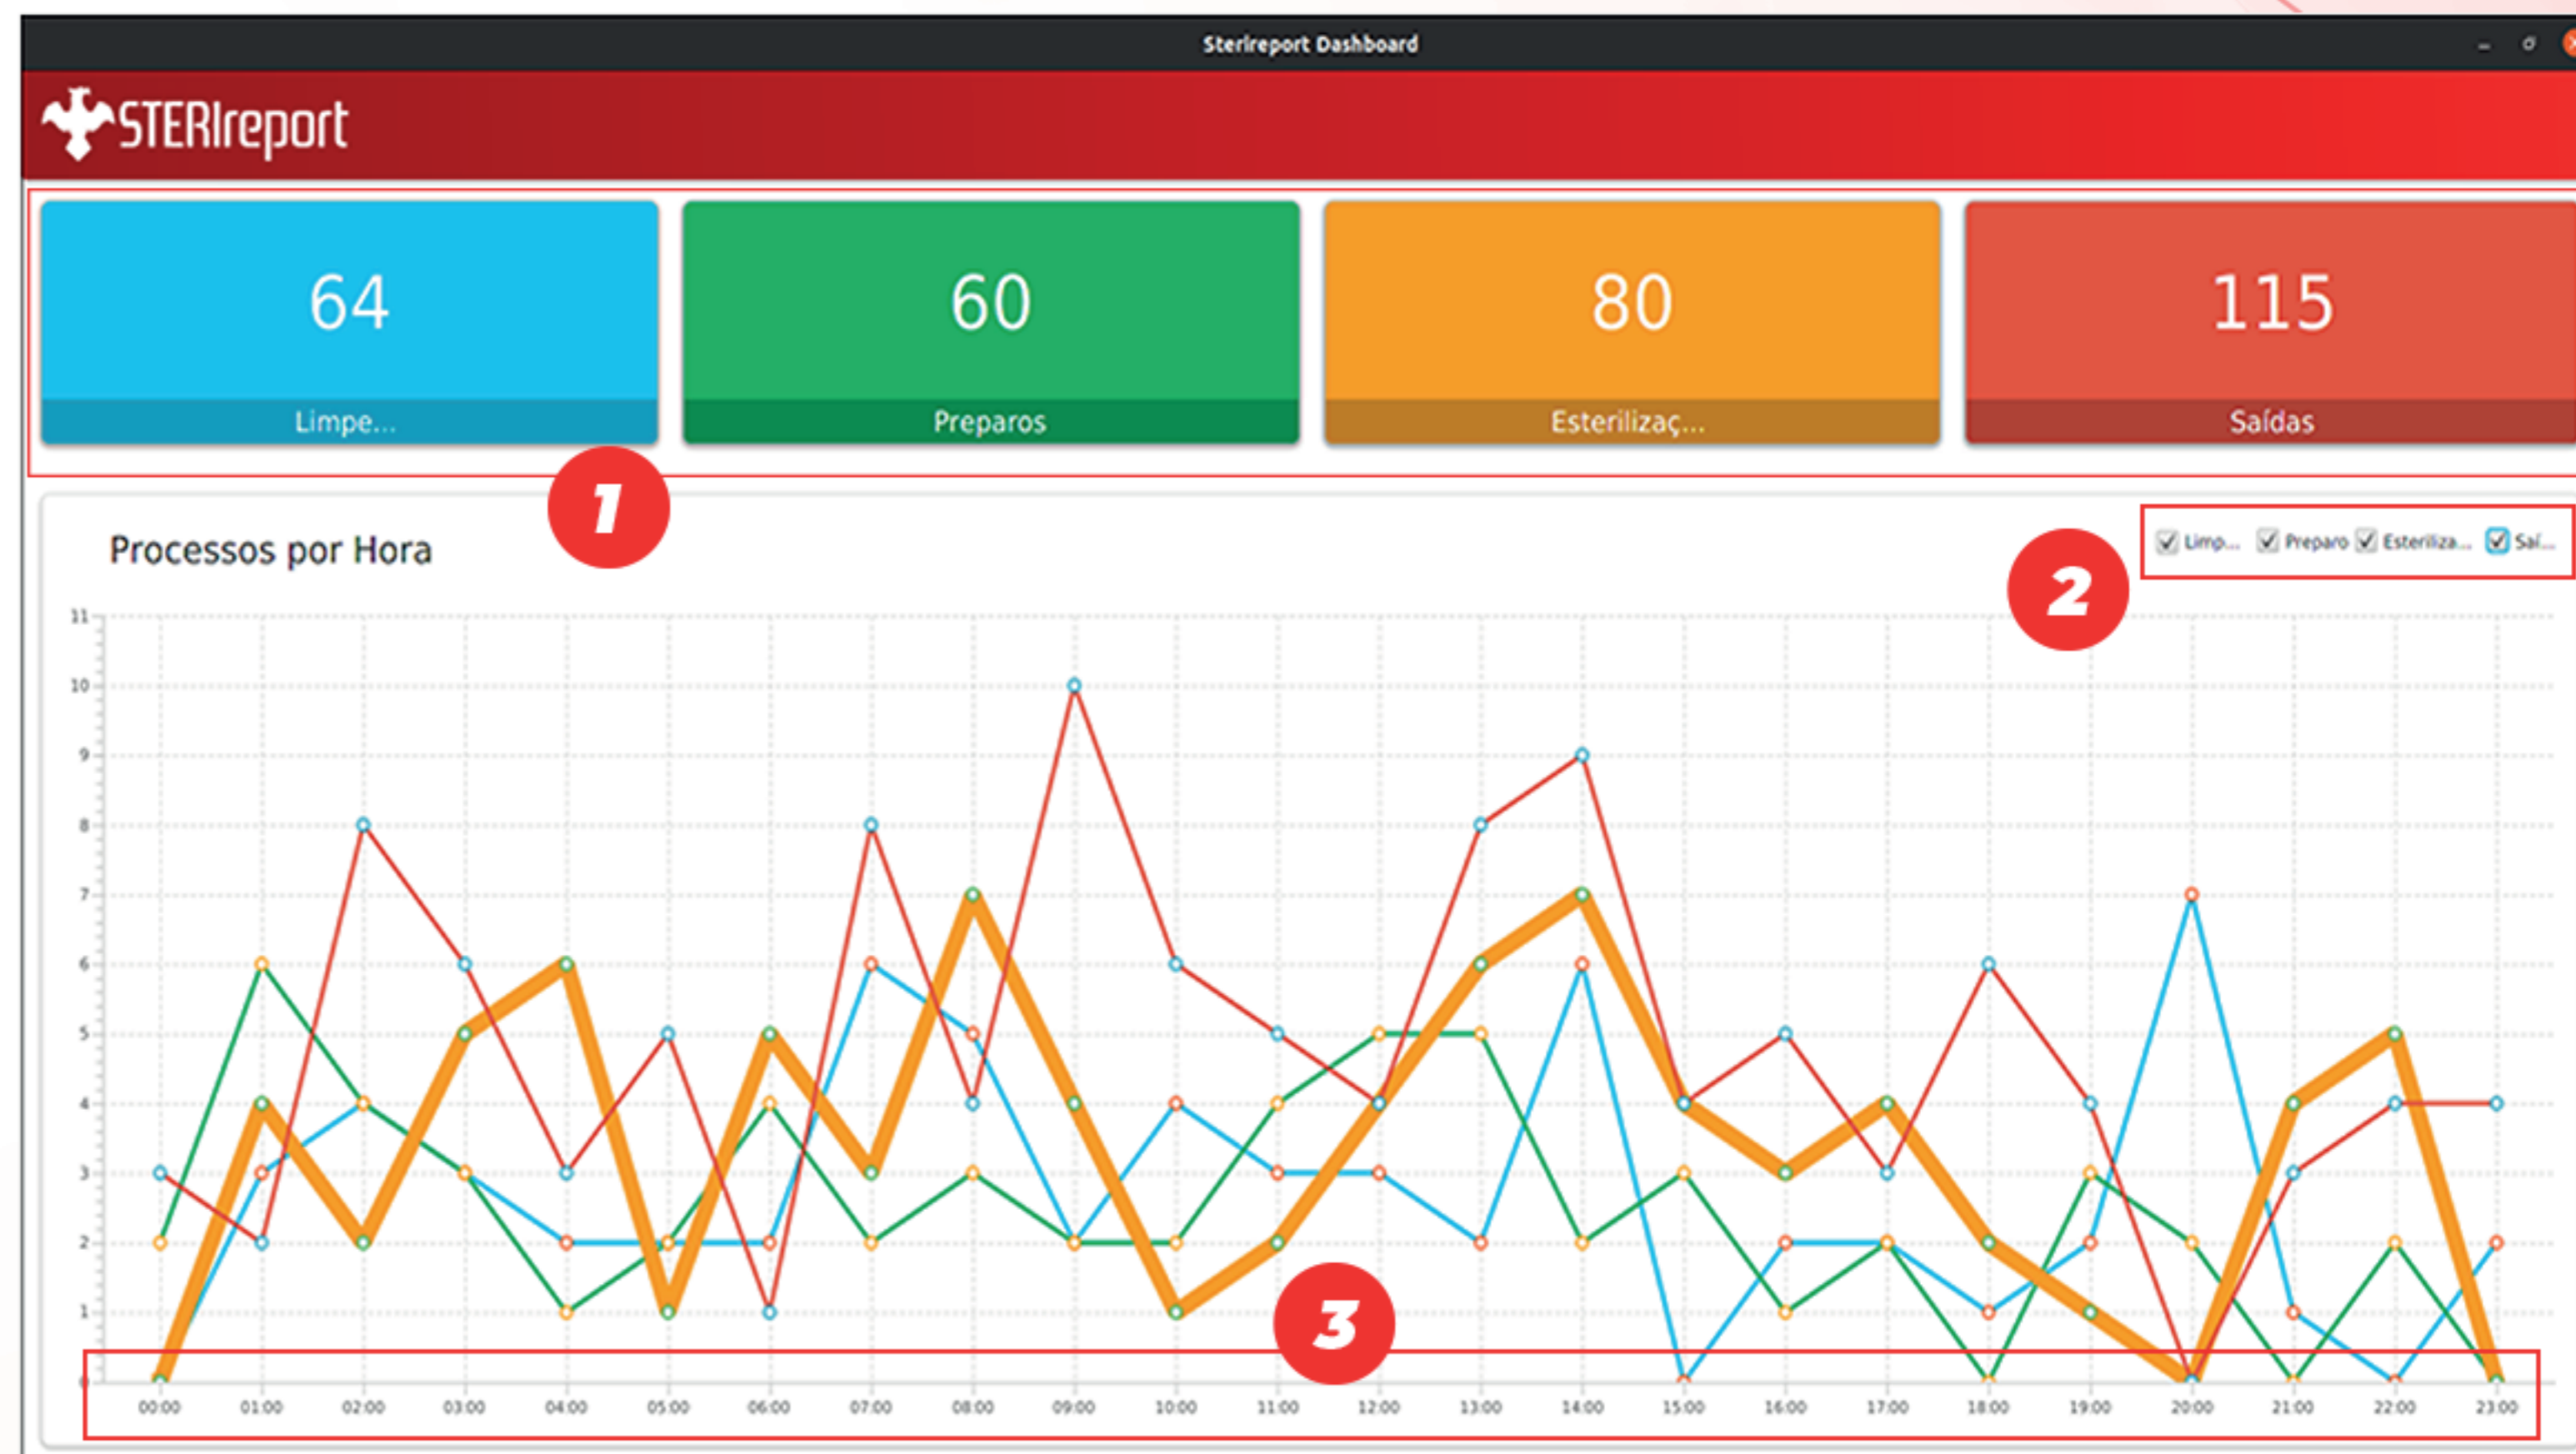 Sterireport Dashboard
STERIreport
64 60 80 115
Limpe... Preparos Esterilizaç... Saídas
1
Processos por Hora
2
Limp... Preparo Esteriliza... Saí...
11
10
9
8
7
6
5
4
3
2
1
0
3
00:00 01:00 02:00 03:00 04:00 05:00 06:00 07:00 08:00 09:00 10:00 11:00 12:00 13:00 14:00 15:00 16:00 17:00 18:00 19:00 20:00 21:00 22:00 23:00